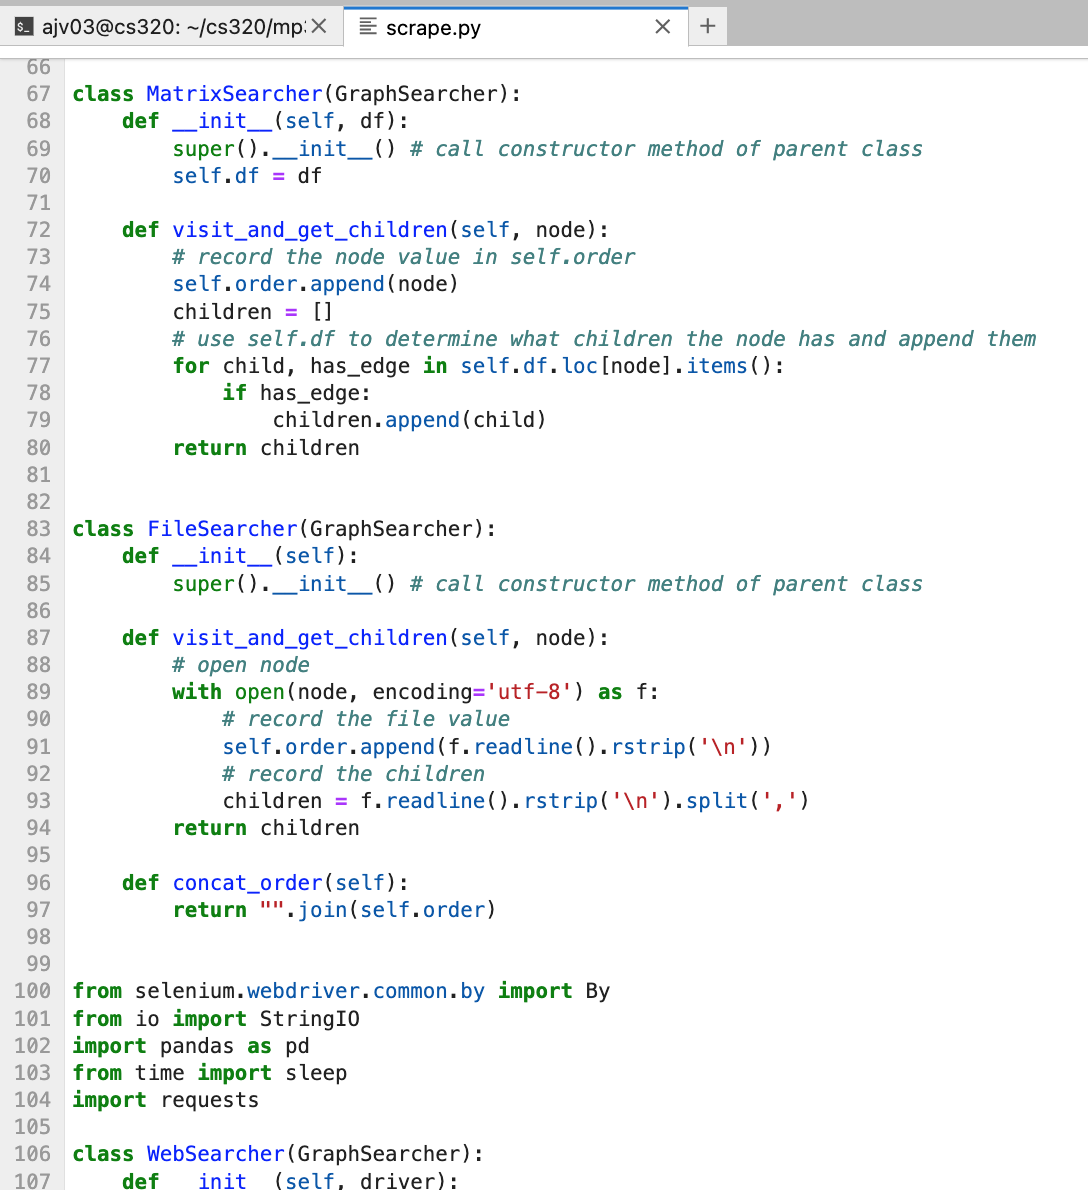 ajv03@cs320: ~/cs320/mp
scrape.py
66
67 class MatrixSearcher(GraphSearcher):
68     def __init__(self, df):
69         super().__init__() # call constructor method of parent class
70         self.df = df
71
72     def visit_and_get_children(self, node):
73         # record the node value in self.order
74         self.order.append(node)
75         children = []
76         # use self.df to determine what children the node has and append them
77         for child, has_edge in self.df.loc[node].items():
78             if has_edge:
79                 children.append(child)
80         return children
81
82
83 class FileSearcher(GraphSearcher):
84     def __init__(self):
85         super().__init__() # call constructor method of parent class
86
87     def visit_and_get_children(self, node):
88         # open node
89         with open(node, encoding='utf-8') as f:
90             # record the file value
91             self.order.append(f.readline().rstrip('\n'))
92             # record the children
93             children = f.readline().rstrip('\n').split(',')
94         return children
95
96     def concat_order(self):
97         return "".join(self.order)
98
99
100 from selenium.webdriver.common.by import By
101 from io import StringIO
102 import pandas as pd
103 from time import sleep
104 import requests
105
106 class WebSearcher(GraphSearcher):
107     def __init__(self, driver):